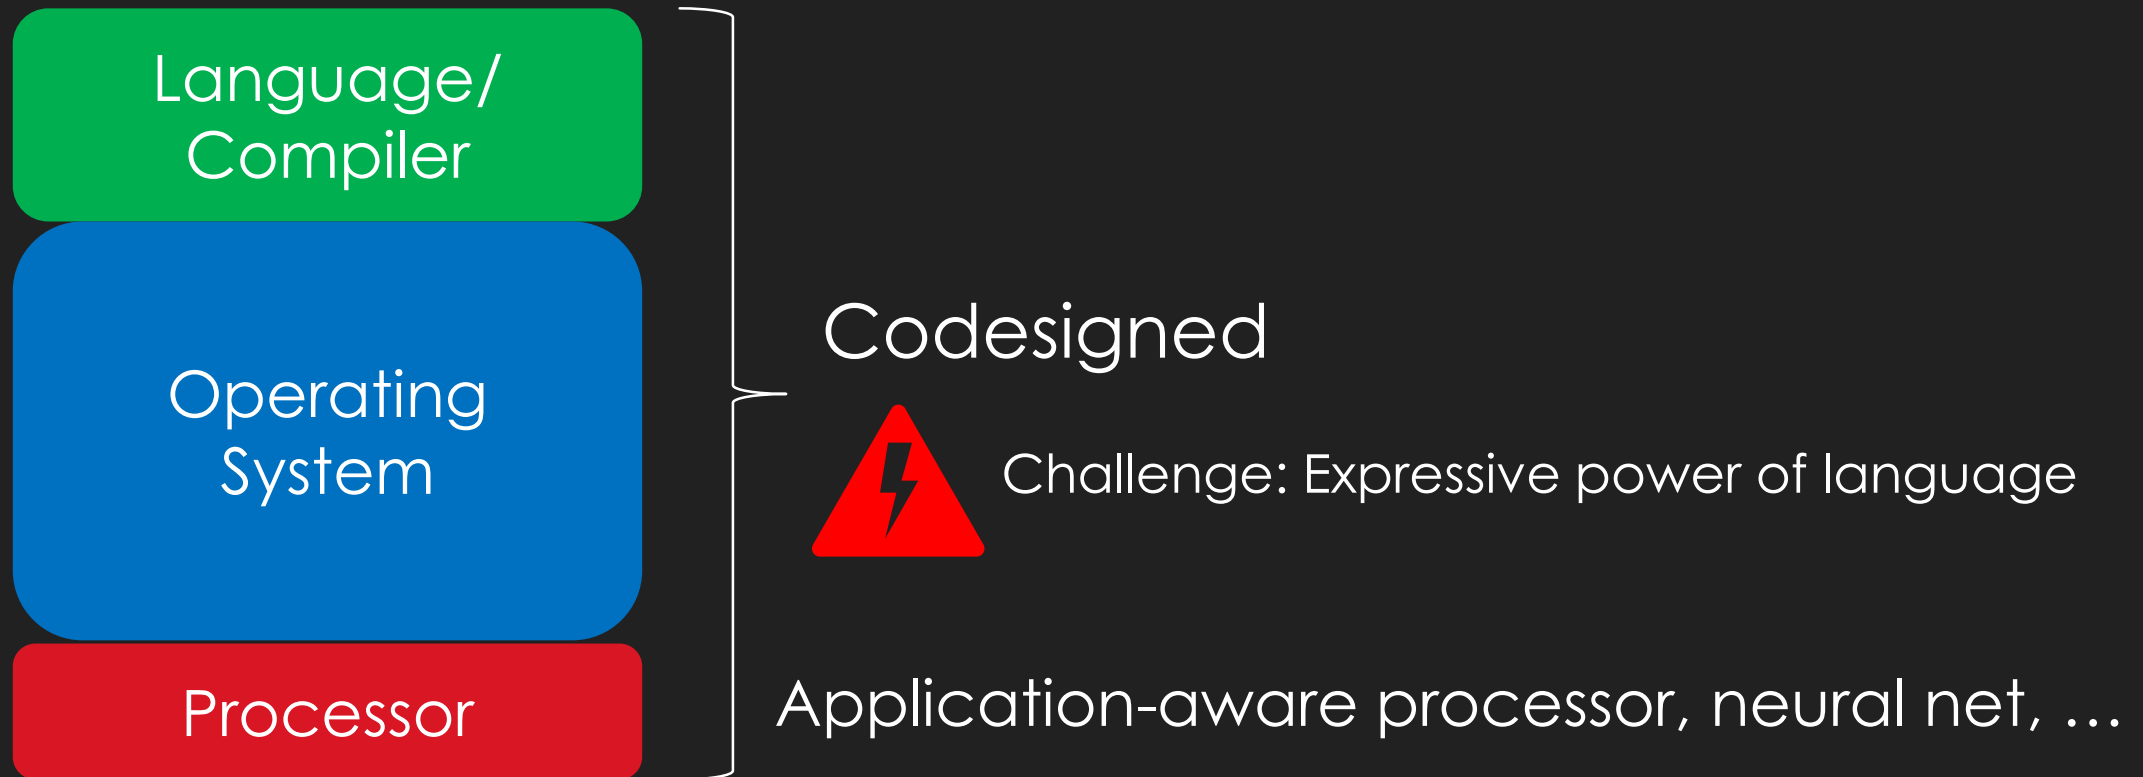 Language/
Compiler
Operating
System
Processor
Codesigned
Challenge: Expressive power of language
Application-aware processor, neural net, …